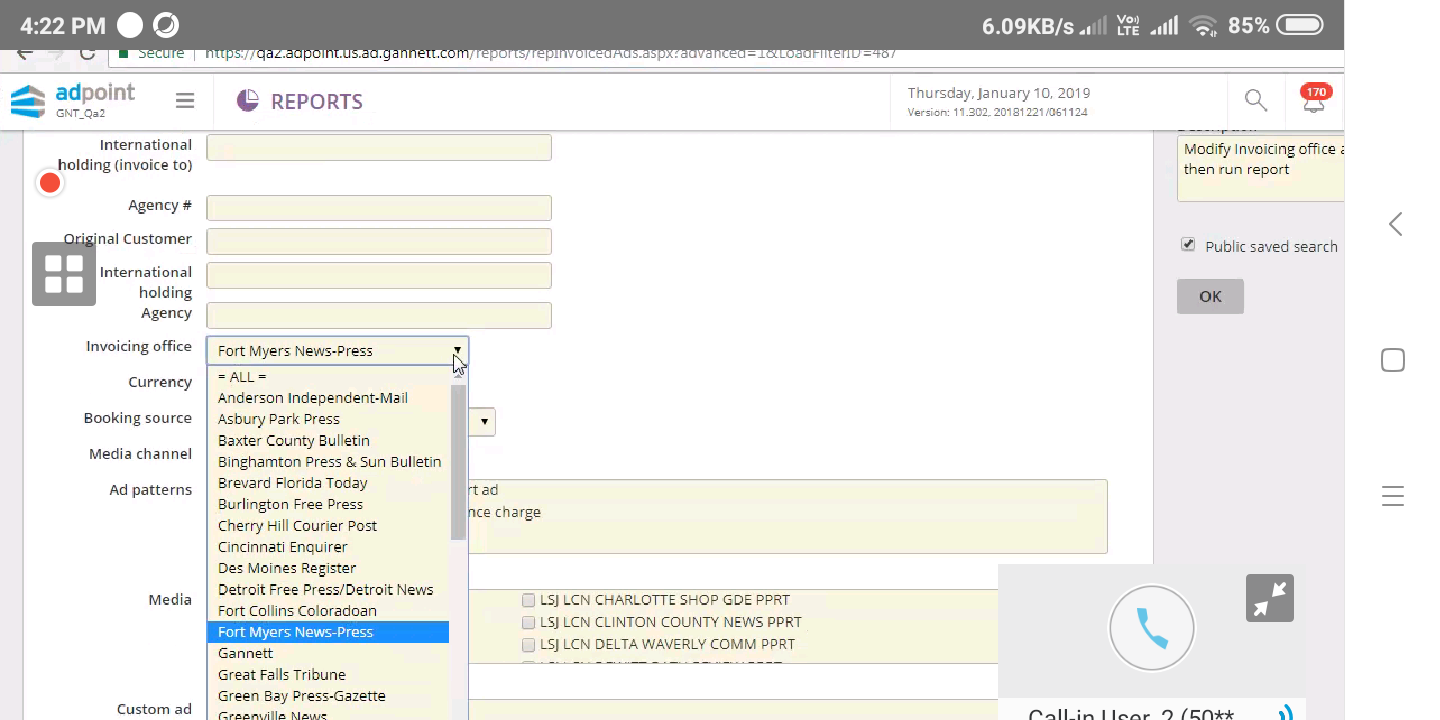 4:22 PM
6.09KB/s
Vo)) LTE
85%
Secure
https://qa2.adpoint.us.ad.gannett.com/reports/repInvoicedAds.aspx?advanced=1&LoadFilterID=487
adpoint
GNT_Qa2
REPORTS
Thursday, January 10, 2019
Version: 11.302, 20181221/061124
170
International
holding (invoice to)
Agency #
Original Customer
International
holding
Agency
Invoicing office
Fort Myers News-Press
= ALL =
Anderson Independent-Mail
Asbury Park Press
Baxter County Bulletin
Binghamton Press & Sun Bulletin
Brevard Florida Today
Burlington Free Press
Cherry Hill Courier Post
Cincinnati Enquirer
Des Moines Register
Detroit Free Press/Detroit News
Fort Collins Coloradoan
Fort Myers News-Press
Gannett
Great Falls Tribune
Green Bay Press-Gazette
Greenville News
Currency
Booking source
Media channel
Ad patterns
rt ad
nce charge
Media
LSJ LCN CHARLOTTE SHOP GDE PPRT
LSJ LCN CLINTON COUNTY NEWS PPRT
LSJ LCN DELTA WAVERLY COMM PPRT
Custom ad
Description
Modify Invoicing office a
then run report
Public saved search
OK
Call-in User_2 (50**